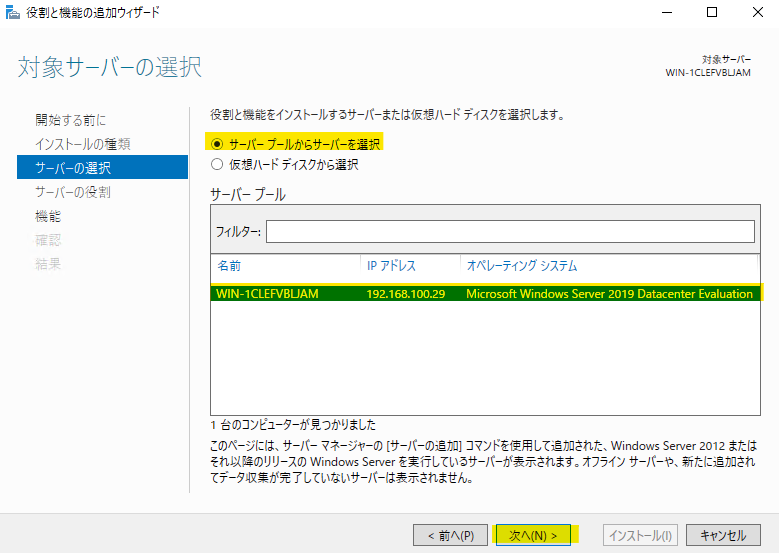 役割と機能の追加ウィザード
対象サーバーの選択
対象サーバー
WIN-1CLEFVBLJAM
開始する前に
インストールの種類
サーバーの選択
サーバーの役割
機能
確認
結果
役割と機能をインストールするサーバーまたは仮想ハード ディスクを選択します。
サーバー プールからサーバーを選択
仮想ハード ディスクから選択
サーバー プール
フィルター:
名前 IP アドレス オペレーティング システム
WIN-1CLEFVBLJAM 192.168.100.29 Microsoft Windows Server 2019 Datacenter Evaluation
1 台のコンピューターが見つかりました
このページには、サーバー マネージャーの [サーバーの追加] コマンドを使用して追加された、Windows Server 2012 または
それ以降のリリースの Windows Server を実行しているサーバーが表示されます。オフライン サーバーや、新たに追加され
てデータ収集が完了していないサーバーは表示されません。
< 前へ(P) 次へ(N) > インストール(I) キャンセル